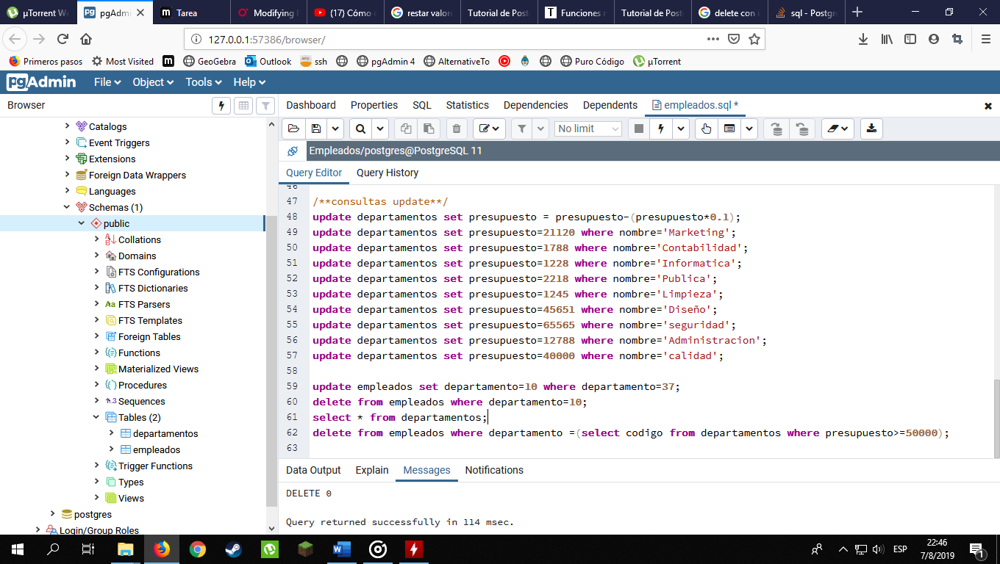 µTorrent We
pgAdmi
Tarea
Modifying
(17) Cómo
restar valor
Tutorial de Post
Funciones
Tutorial de Post
delete con i
sql - Postgr
127.0.0.1:57386/browser/
Primeros pasos
Most Visited
GeoGebra
Outlook
ssh
pgAdmin 4
AlternativeTo
Puro Código
µTorrent
pgAdmin
File
Object
Tools
Help
Browser
Dashboard
Properties
SQL
Statistics
Dependencies
Dependents
empleados.sql *
Catalogs
Event Triggers
Extensions
Foreign Data Wrappers
Languages
Schemas (1)
public
Collations
Domains
FTS Configurations
FTS Dictionaries
FTS Parsers
FTS Templates
Foreign Tables
Functions
Materialized Views
Procedures
Sequences
Tables (2)
departamentos
empleados
Trigger Functions
Types
Views
postgres
Login/Group Roles
No limit
Empleados/postgres@PostgreSQL 11
Query Editor
Query History
46
47 /**consultas update**/
48 update departamentos set presupuesto = presupuesto-(presupuesto*0.1);
49 update departamentos set presupuesto=21120 where nombre='Marketing';
50 update departamentos set presupuesto=1788 where nombre='Contabilidad';
51 update departamentos set presupuesto=1228 where nombre='Informatica';
52 update departamentos set presupuesto=2218 where nombre='Publica';
53 update departamentos set presupuesto=1245 where nombre='Limpieza';
54 update departamentos set presupuesto=45651 where nombre='Diseño';
55 update departamentos set presupuesto=65565 where nombre='seguridad';
56 update departamentos set presupuesto=12788 where nombre='Administracion';
57 update departamentos set presupuesto=40000 where nombre='calidad';
58
59 update empleados set departamento=10 where departamento=37;
60 delete from empleados where departamento=10;
61 select * from departamentos;
62 delete from empleados where departamento =(select codigo from departamentos where presupuesto>=50000);
63
Data Output
Explain
Messages
Notifications
DELETE 0
Query returned successfully in 114 msec.
ESP
22:46
7/8/2019
1